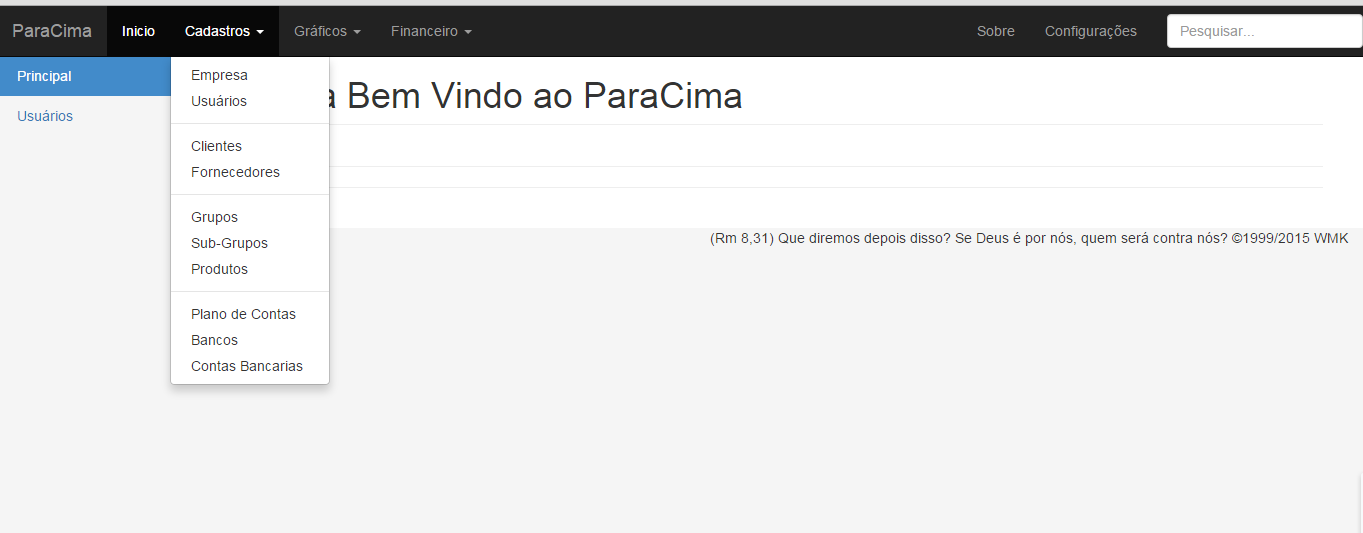 ParaCima Inicio Cadastros Gráficos Financeiro Sobre Configurações Pesquisar...
Principal
Usuários
Empresa
Usuários
Clientes
Fornecedores
Grupos
Sub-Grupos
Produtos
Plano de Contas
Bancos
Contas Bancarias
a Bem Vindo ao ParaCima
(Rm 8,31) Que diremos depois disso? Se Deus é por nós, quem será contra nós? ©1999/2015 WMK